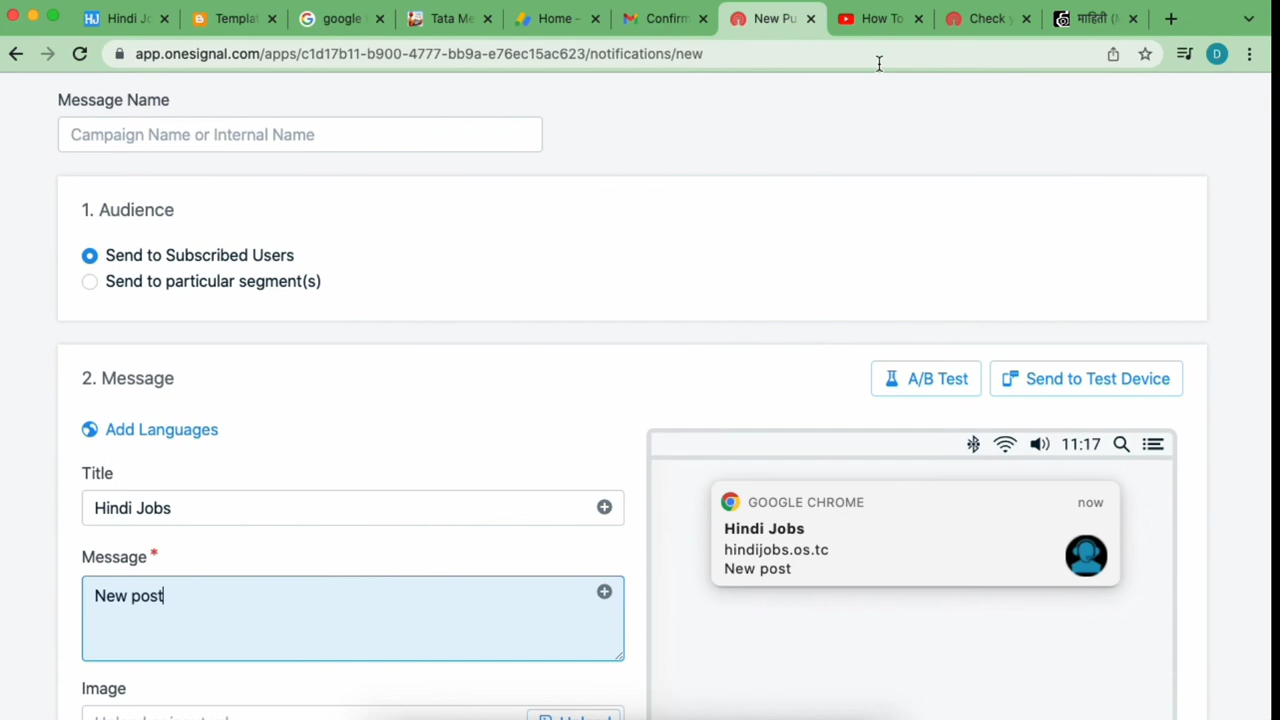 Hindi Jo
Templat
google
Tata Me
Home –
Confirm
New Pu
How To
Check
माहिती (
app.onesignal.com/apps/c1d17b11-b900-4777-bb9a-e76ec15ac623/notifications/new
D
Message Name
Campaign Name or Internal Name
1. Audience
Send to Subscribed Users
Send to particular segment(s)
2. Message
A/B Test
Send to Test Device
Add Languages
11:17
Title
Hindi Jobs
GOOGLE CHROME now
Hindi Jobs
hindijobs.os.tc
New post
Message *
New post
Image